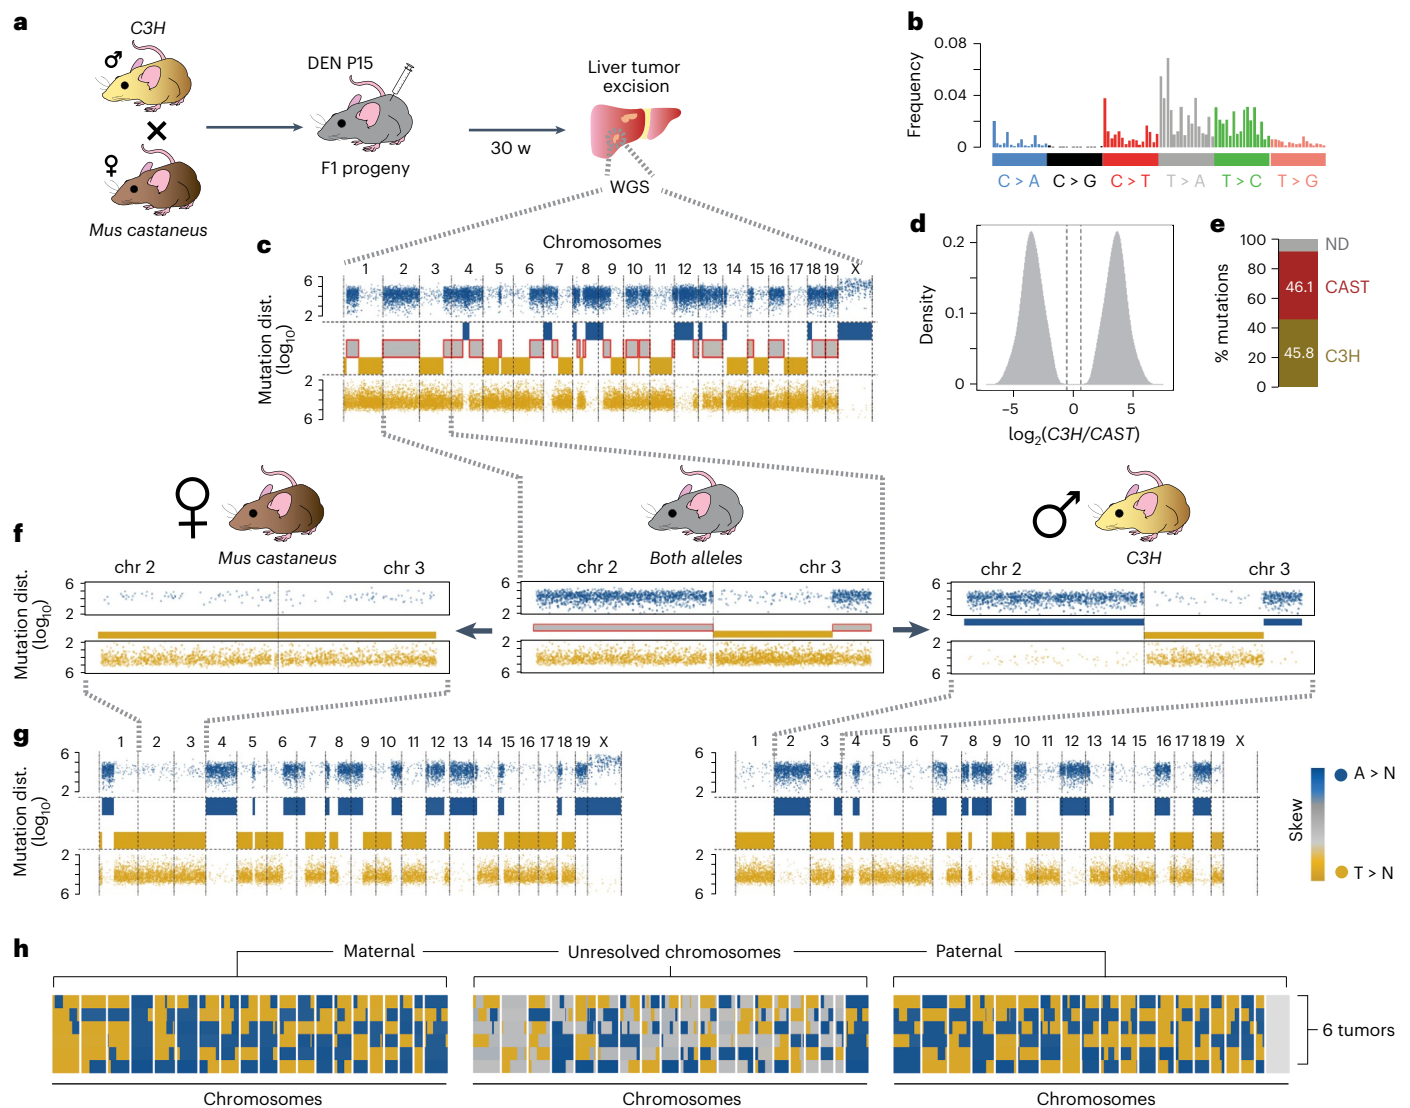 a
C3H
♂
×
♀
Mus castaneus
DEN P15
F1 progeny
30 w
Liver tumor
excision
WGS
b
Frequency
0.08
0.04
0
C > A
C > G
C > T
T > A
T > C
T > G
c
Chromosomes
1 2 3 4 5 6 7 8 9 10 11 12 13 14 15 16 17 18 19 X
Mutation dist.
(log10)
6
2
2
6
d
Density
0.2
0.1
0
−5 0 5
log2(C3H/CAST)
e
% mutations
100
80
60
40
20
0
ND
46.1 CAST
45.8 C3H
f
♀
Mus castaneus
Both alleles
♂
C3H
chr 2 chr 3
chr 2 chr 3
chr 2 chr 3
Mutation dist.
(log10)
6
2
2
6
6
2
2
6
6
2
2
6
g
1 2 3 4 5 6 7 8 9 10 11 12 13 14 15 16 17 18 19 X
1 2 3 4 5 6 7 8 9 10 11 12 13 14 15 16 17 18 19 X
Mutation dist.
(log10)
6
2
2
6
6
2
2
6
Skew
A > N
T > N
h
Maternal
Unresolved chromosomes
Paternal
6 tumors
Chromosomes
Chromosomes
Chromosomes